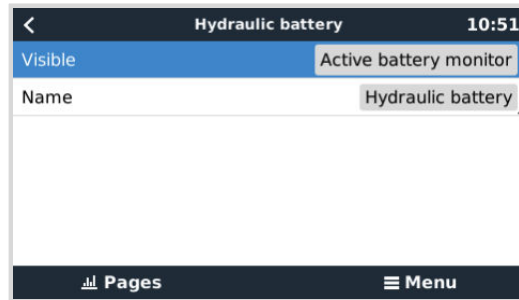 Hydraulic battery 10:51
Visible Active battery monitor
Name Hydraulic battery
Pages Menu